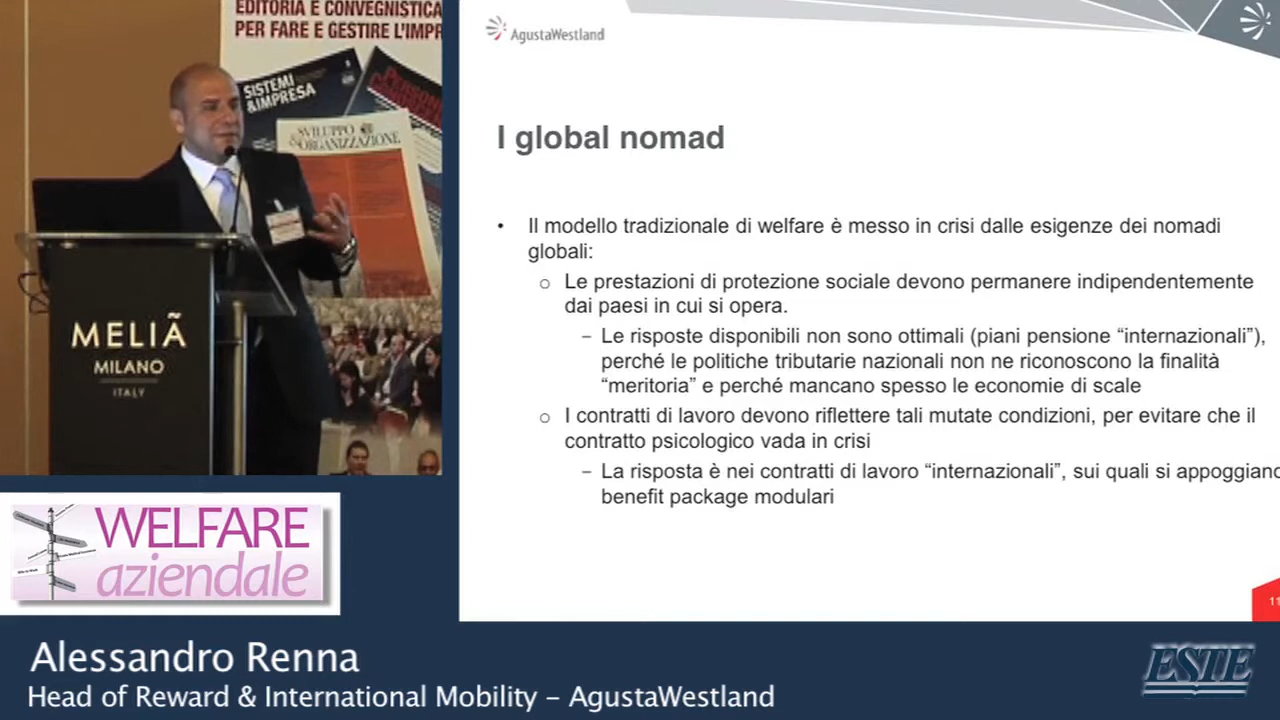 EDITORIA E CONVEGNISTICA
PER FARE E GESTIRE L'IMPR
SISTEMI
&IMPRESA
SVILUPPO
&ORGANIZZAZIONE
MELIÃ
MILANO
ITALY
AgustaWestland
I global nomad
• Il modello tradizionale di welfare è messo in crisi dalle esigenze dei nomadi
globali:
o Le prestazioni di protezione sociale devono permanere indipendentemente
dai paesi in cui si opera.
– Le risposte disponibili non sono ottimali (piani pensione “internazionali”),
perché le politiche tributarie nazionali non ne riconoscono la finalità
“meritoria” e perché mancano spesso le economie di scale
o I contratti di lavoro devono riflettere tali mutate condizioni, per evitare che il
contratto psicologico vada in crisi
– La risposta è nei contratti di lavoro “internazionali”, sui quali si appoggiano
benefit package modulari
11
WELFARE
aziendale
Alessandro Renna
Head of Reward & International Mobility – AgustaWestland
ESTE